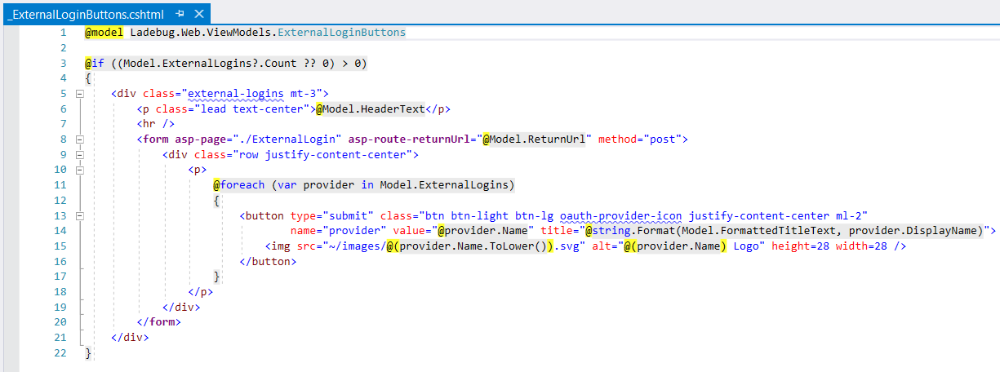 _ExternalLoginButtons.cshtml
1 @model Ladebug.Web.ViewModels.ExternalLoginButtons
2
3 @if ((Model.ExternalLogins?.Count ?? 0) > 0)
4 {
5 <div class="external-logins mt-3">
6 <p class="lead text-center">@Model.HeaderText</p>
7 <hr />
8 <form asp-page="./ExternalLogin" asp-route-returnUrl="@Model.ReturnUrl" method="post">
9 <div class="row justify-content-center">
10 <p>
11 @foreach (var provider in Model.ExternalLogins)
12 {
13 <button type="submit" class="btn btn-light btn-lg oauth-provider-icon justify-content-center ml-2"
14 name="provider" value="@provider.Name" title="@string.Format(Model.FormattedTitleText, provider.DisplayName)">
15 <img src="~/images/@(provider.Name.ToLower()).svg" alt="@(provider.Name) Logo" height=28 width=28 />
16 </button>
17 }
18 </p>
19 </div>
20 </form>
21 </div>
22 }